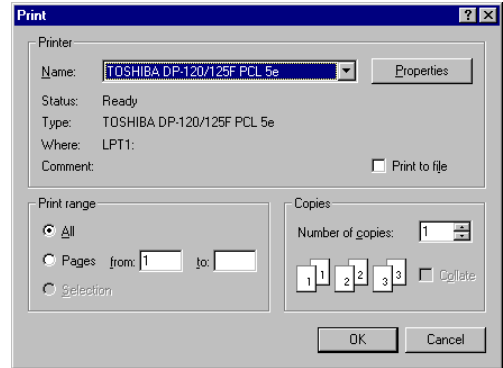 Print
Printer
Name: TOSHIBA DP-120/125F PCL 5e Properties
Status: Ready
Type: TOSHIBA DP-120/125F PCL 5e
Where: LPT1:
Comment: Print to file
Print range
All
Pages from: 1 to:
Selection
Copies
Number of copies: 1
1 1 2 2 3 3 Collate
OK Cancel